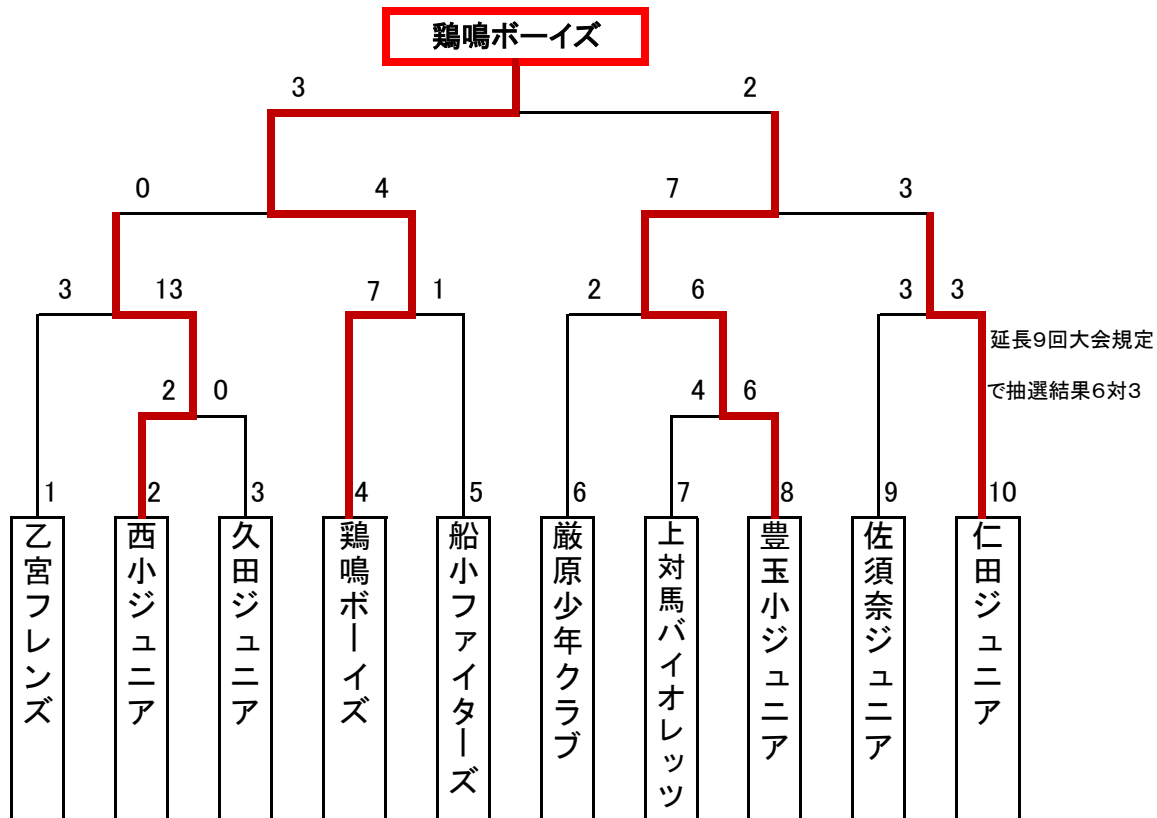 鶏鳴ボーイズ
3 2
0 4 7 3
3 13 7 1 2 6 3 3
延長9回大会規定
2 0 4 6
で抽選結果6対3
1 2 3 4 5 6 7 8 9 10
乙宮フレンズ
西小ジュニア
久田ジュニア
鶏鳴ボーイズ
船小ファイターズ
厳原少年クラブ
上対馬バイオレッツ
豊玉小ジュニア
佐須奈ジュニア
仁田ジュニア